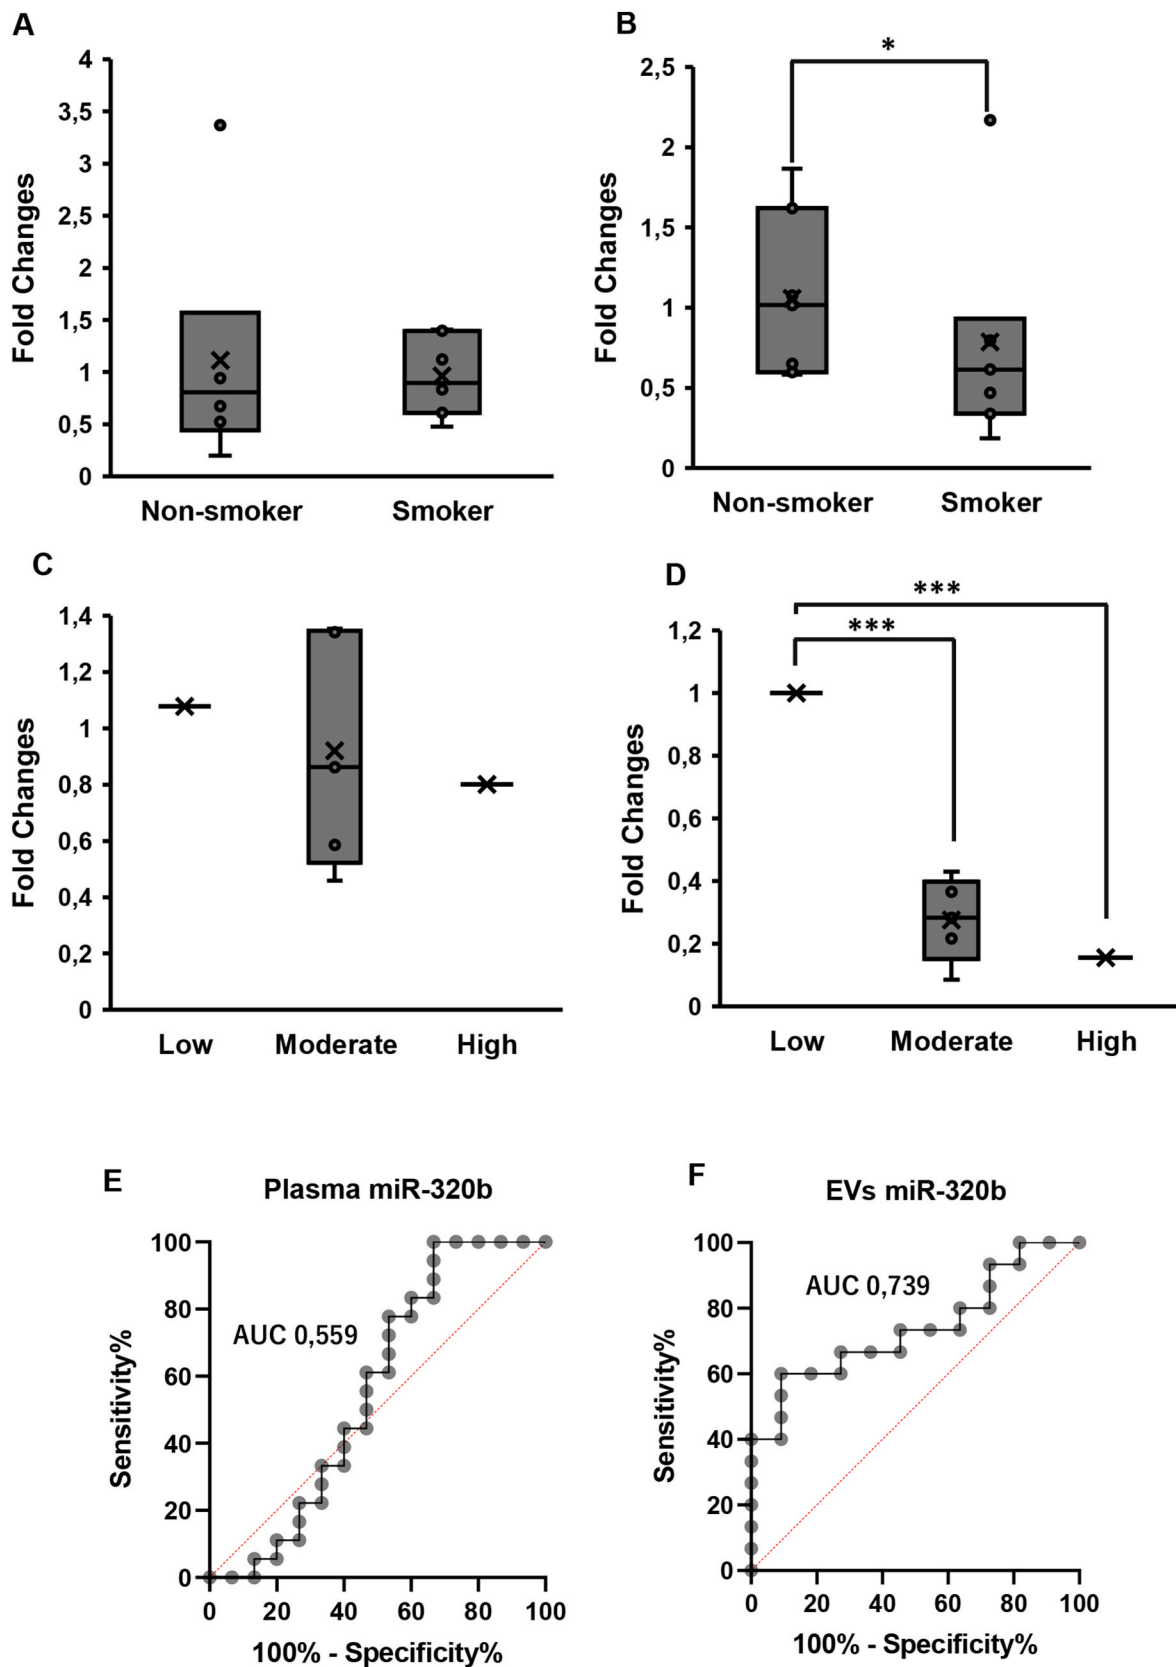 A
Fold Changes
4
3,5
3
2,5
2
1,5
1
0,5
0
Non-smoker Smoker
B
Fold Changes
*
2,5
2
1,5
1
0,5
0
Non-smoker Smoker
C
Fold Changes
1,4
1,2
1
0,8
0,6
0,4
0,2
0
Low Moderate High
D
Fold Changes
***
***
1,2
1
0,8
0,6
0,4
0,2
0
Low Moderate High
E
Plasma miR-320b
Sensitivity%
AUC 0,559
100
80
60
40
20
0
0 20 40 60 80 100
100% - Specificity%
F
EVs miR-320b
Sensitivity%
AUC 0,739
100
80
60
40
20
0
0 20 40 60 80 100
100% - Specificity%